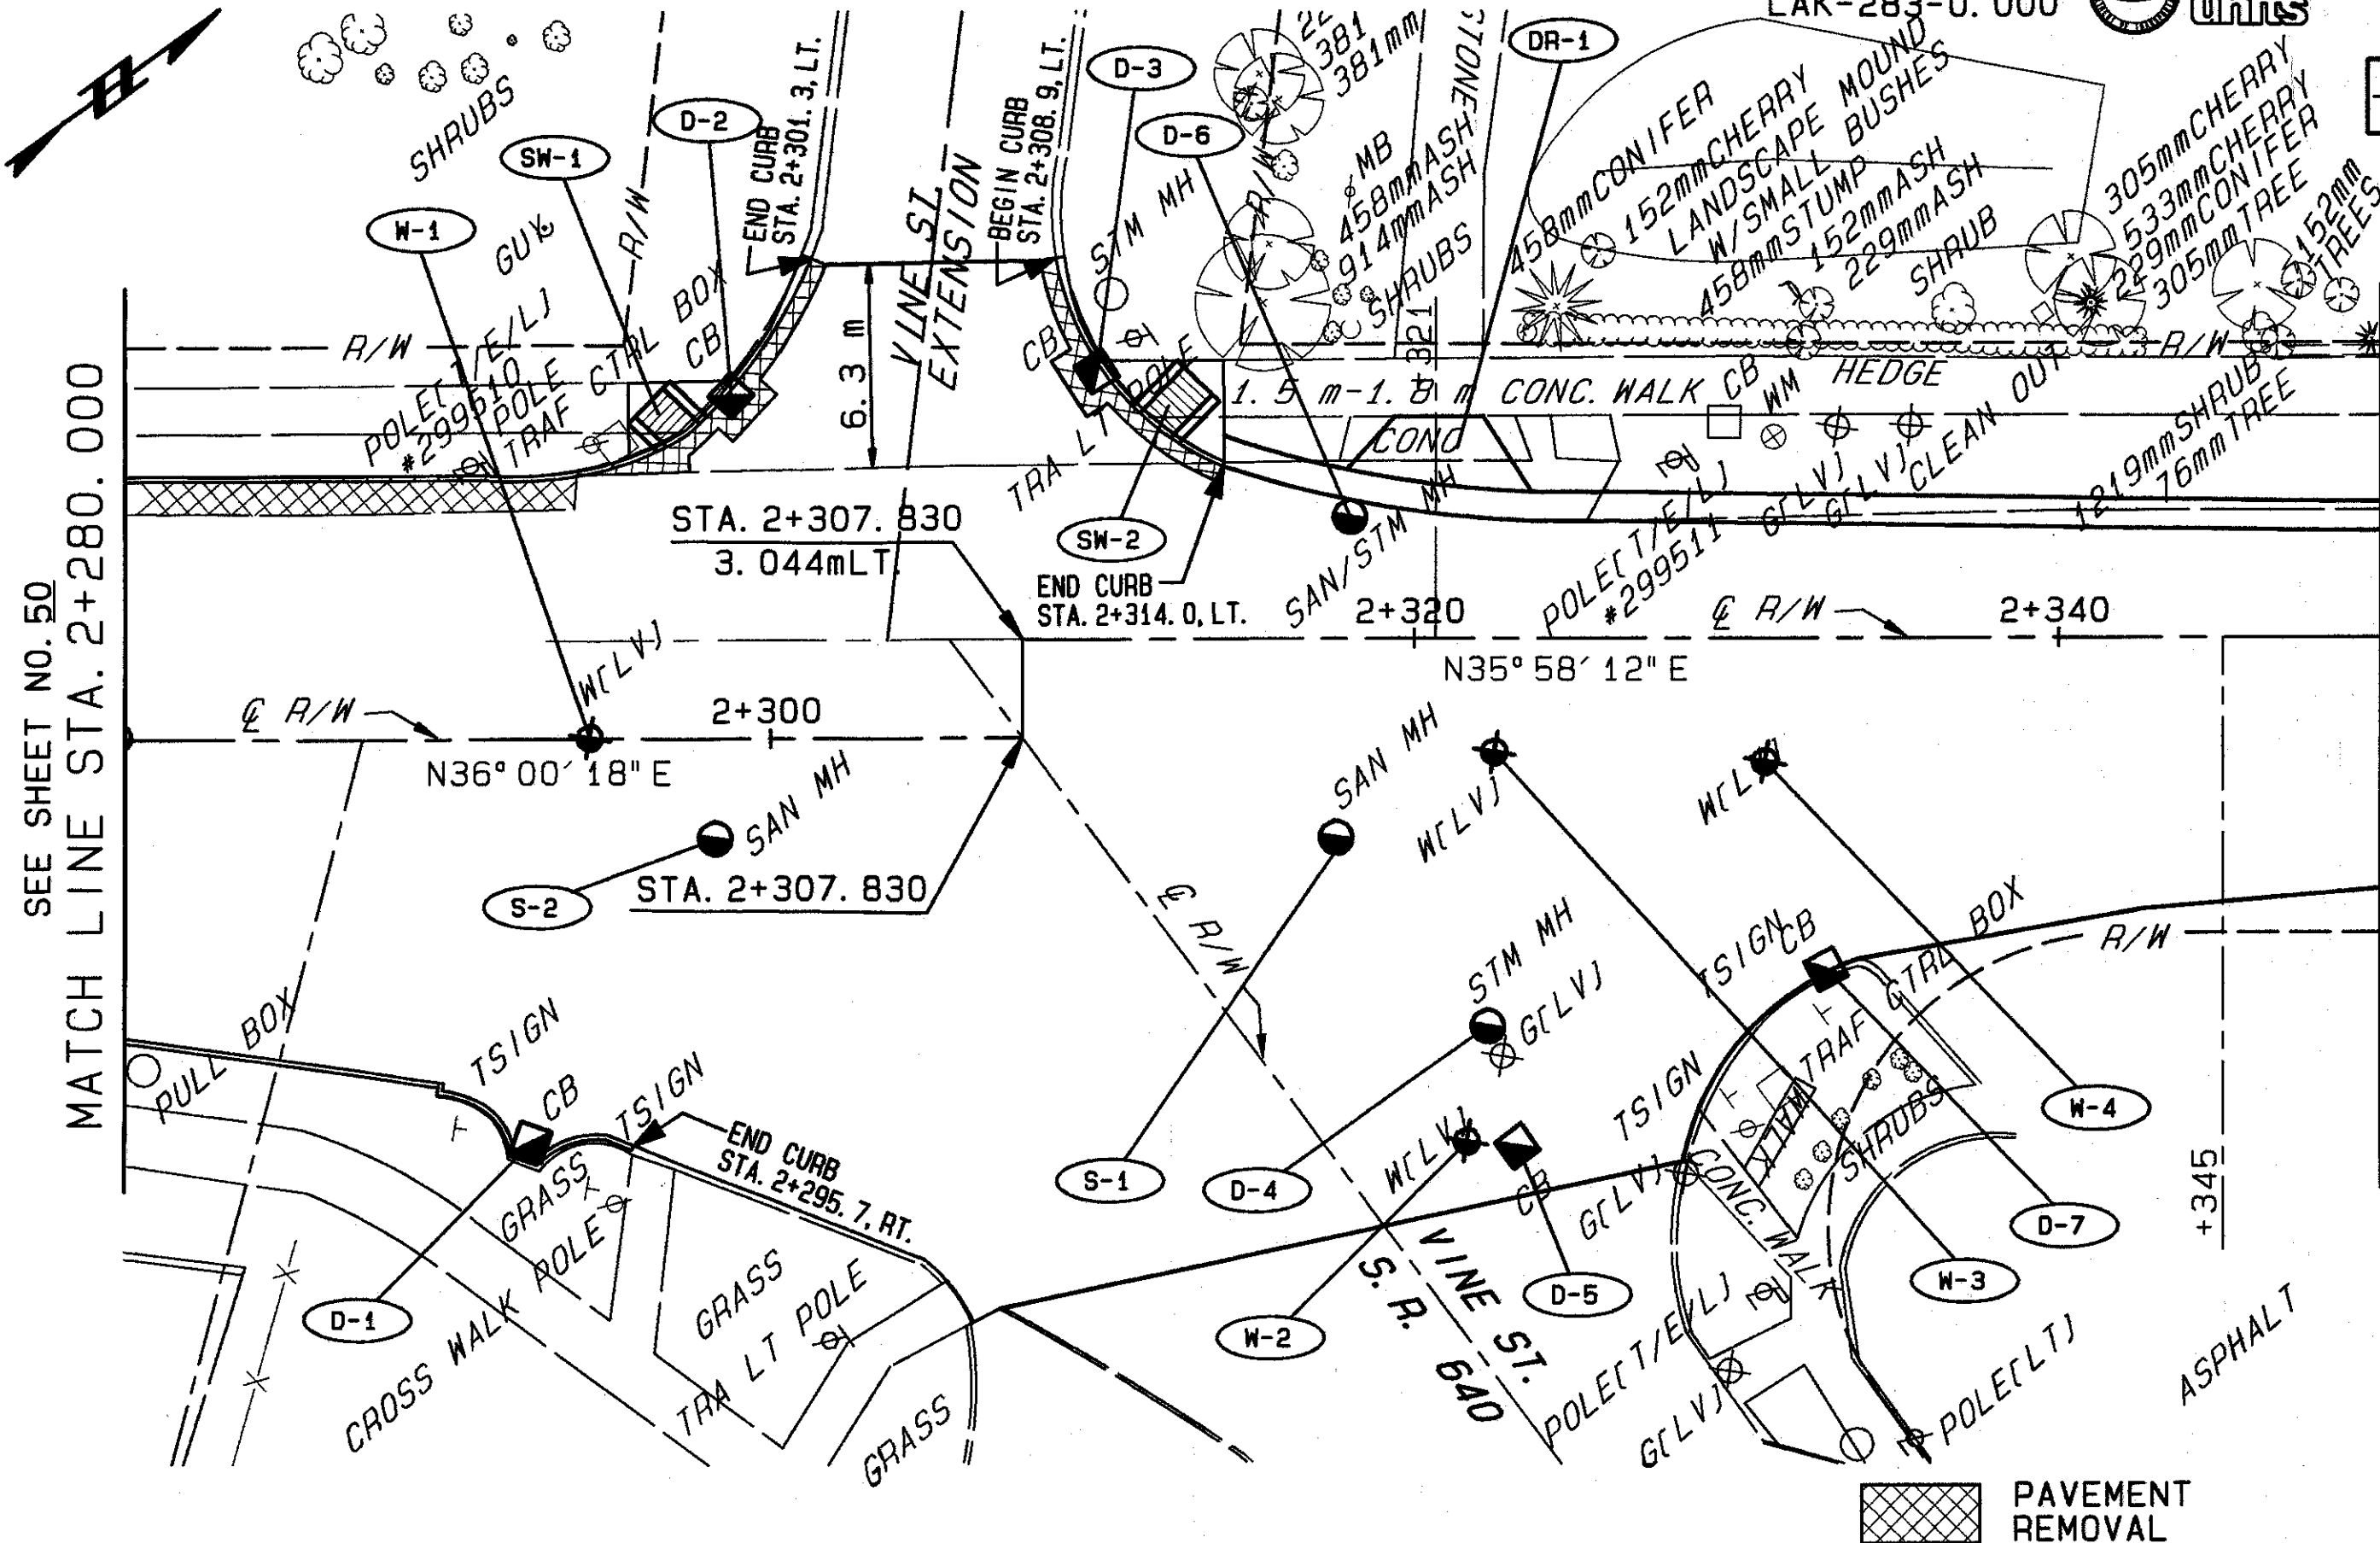 LAK-283-0.000
units
SHRUBS
SW-1
D-2
W-1
GUY
R/W
END CURB
STA. 2+301.3, LT.
VINE ST.
EXTENSION
BEGIN CURB
STA. 2+308.9, LT.
D-3
D-6
DR-1
STM MH
R/W
381
381mm
STONE
MB
458mmASH
914mmASH
SHRUBS
458mmCONIFER
152mmCHERRY
LANDSCAPE MOUND
W/SMALL BUSHES
458mmSTUMP
152mmASH
229mmASH
SHRUB
305mmCHERRY
533mmCHERRY
229mmCONIFER
305mmTREE
152mm
TREES
R/W
POLE[T/E/L]
*299510
POLE
TRAF CTRL BOX
CB
6.3 m
CB
POLE
TRA LT
+321
1.5 m-1.8 m CONC. WALK
CONC
CB
WM
HEDGE
R/W
CLEAN OUT
G[LV]
G[LV]
1219mmSHRUB
76mmTREE
SEE SHEET NO. 50
MATCH LINE STA. 2+280.000
STA. 2+307.830
3.044mLT.
SW-2
END CURB
STA. 2+314.0, LT.
SAN/STM MH
POLE[T/E/L]
*299511
2+320
℄ R/W
2+340
N35° 58′ 12" E
℄ R/W
W[LV]
2+300
N36° 00′ 18" E
SAN MH
S-2
STA. 2+307.830
SAN MH
W[LV]
W[LV]
℄ R/W
STM MH
G[LV]
TSIGN
CB
TRAF CTRL BOX
R/W
PULL BOX
TSIGN
CB
TSIGN
END CURB
STA. 2+295.7, RT.
GRASS
POLE
D-1
CROSS WALK
GRASS
TRA LT POLE
GRASS
S-1
D-4
W[LV]
CB
W-2
D-5
VINE ST.
S.R. 640
TSIGN
G[LV]
CONC. WALK
WALK
SHRUBS
W-4
D-7
W-3
+345
POLE[T/E/L]
G[LV]
POLE[LT]
ASPHALT
PAVEMENT
REMOVAL